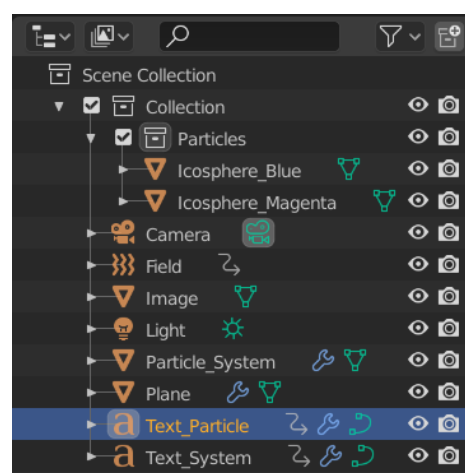 Scene Collection
Collection
Particles
Icosphere_Blue
Icosphere_Magenta
Camera
Field
Image
Light
Particle_System
Plane
Text_Particle
Text_System